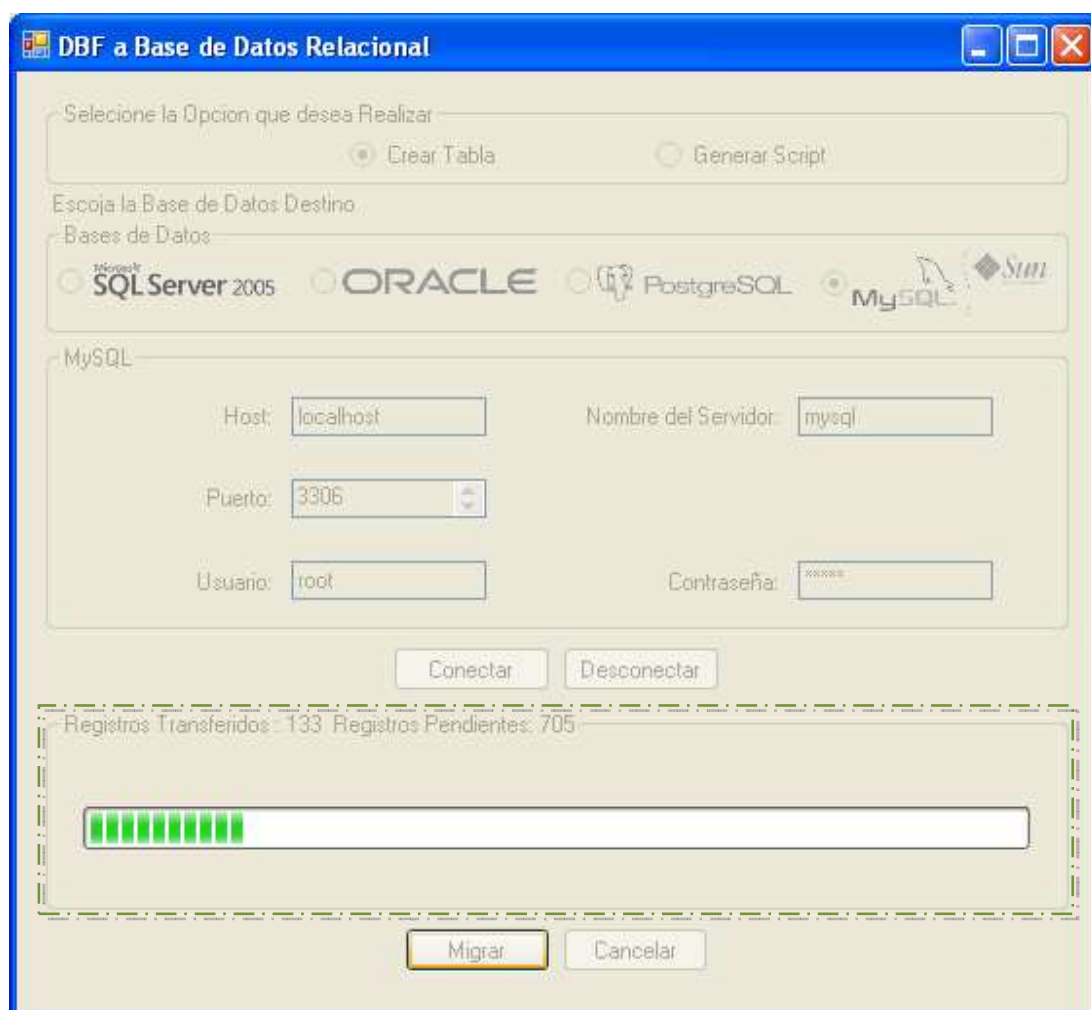 DBF a Base de Datos Relacional
Selecione la Opcion que desea Realizar
Crear Tabla Generar Script
Escoja la Base de Datos Destino
Bases de Datos
Microsoft SQL Server 2005 ORACLE PostgreSQL MySQL Sun
MySQL
Host: localhost Nombre del Servidor: mysql
Puerto: 3306
Usuario: root Contraseña: *****
Conectar Desconectar
Registros Transferidos : 133 Registros Pendientes: 705
Migrar Cancelar